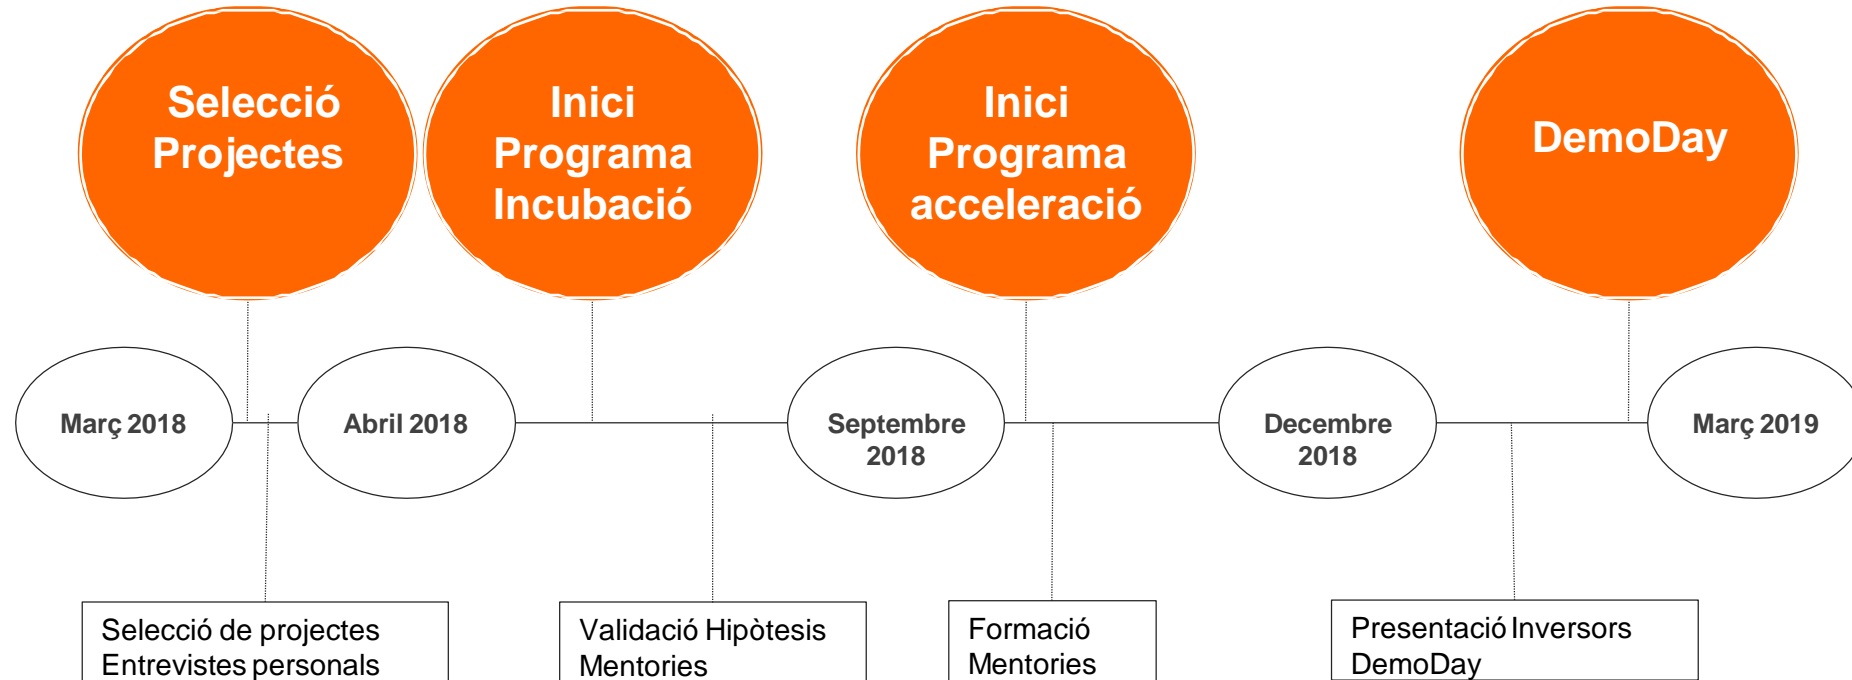 Selecció
Projectes
Inici
Programa
Incubació
Inici
Programa
acceleració
DemoDay
Març 2018
Abril 2018
Septembre
2018
Decembre
2018
Març 2019
Selecció de projectes
Entrevistes personals
Validació Hipòtesis
Mentories
Formació
Mentories
Presentació Inversors
DemoDay